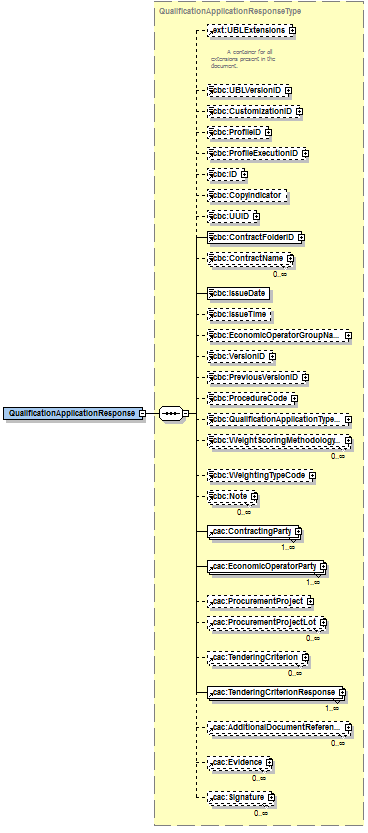 QualificationApplicationResponseType
ext:UBLExtensions
A container for all
extensions present in the
document.
cbc:UBLVersionID
cbc:CustomizationID
cbc:ProfileID
cbc:ProfileExecutionID
cbc:ID
cbc:CopyIndicator
cbc:UUID
cbc:ContractFolderID
cbc:ContractName
0..∞
cbc:IssueDate
cbc:IssueTime
cbc:EconomicOperatorGroupNa...
cbc:VersionID
cbc:PreviousVersionID
cbc:ProcedureCode
QualificationApplicationResponse
cbc:QualificationApplicationType...
cbc:WeightScoringMethodology...
0..∞
cbc:WeightingTypeCode
cbc:Note
0..∞
cac:ContractingParty
1..∞
cac:EconomicOperatorParty
1..∞
cac:ProcurementProject
cac:ProcurementProjectLot
0..∞
cac:TenderingCriterion
0..∞
cac:TenderingCriterionResponse
1..∞
cac:AdditionalDocumentReferen...
0..∞
cac:Evidence
0..∞
cac:Signature
0..∞